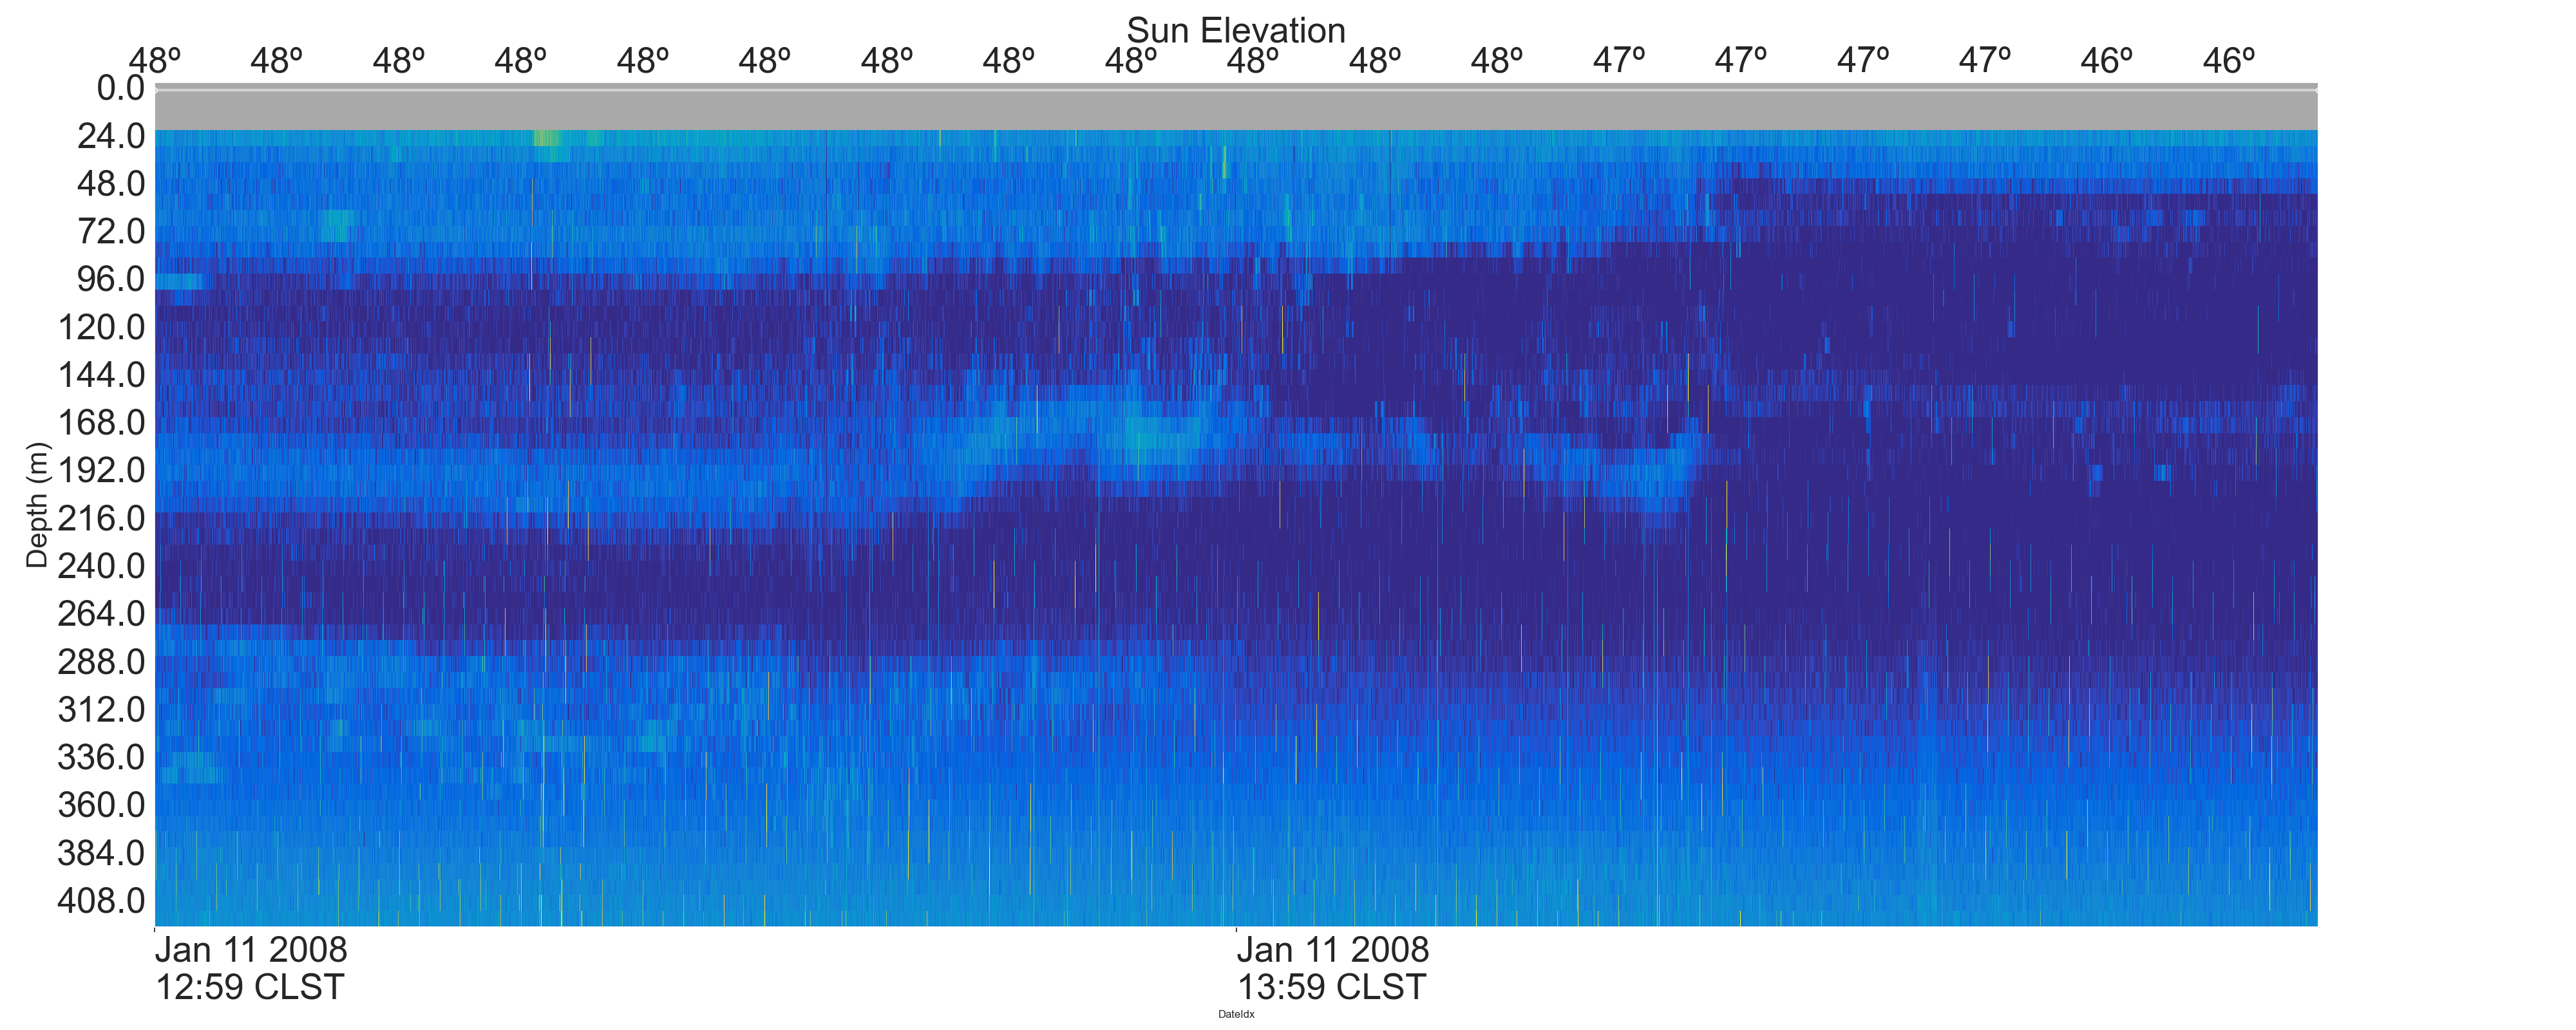 Sun Elevation
48º 48º 48º 48º 48º 48º 48º 48º 48º 48º 48º 48º 47º 47º 47º 47º 46º 46º
0.0
24.0
48.0
72.0
96.0
120.0
144.0
168.0
192.0
216.0
240.0
264.0
288.0
312.0
336.0
360.0
384.0
408.0
Depth (m)
Jan 11 2008
12:59 CLST
Jan 11 2008
13:59 CLST
DateIdx